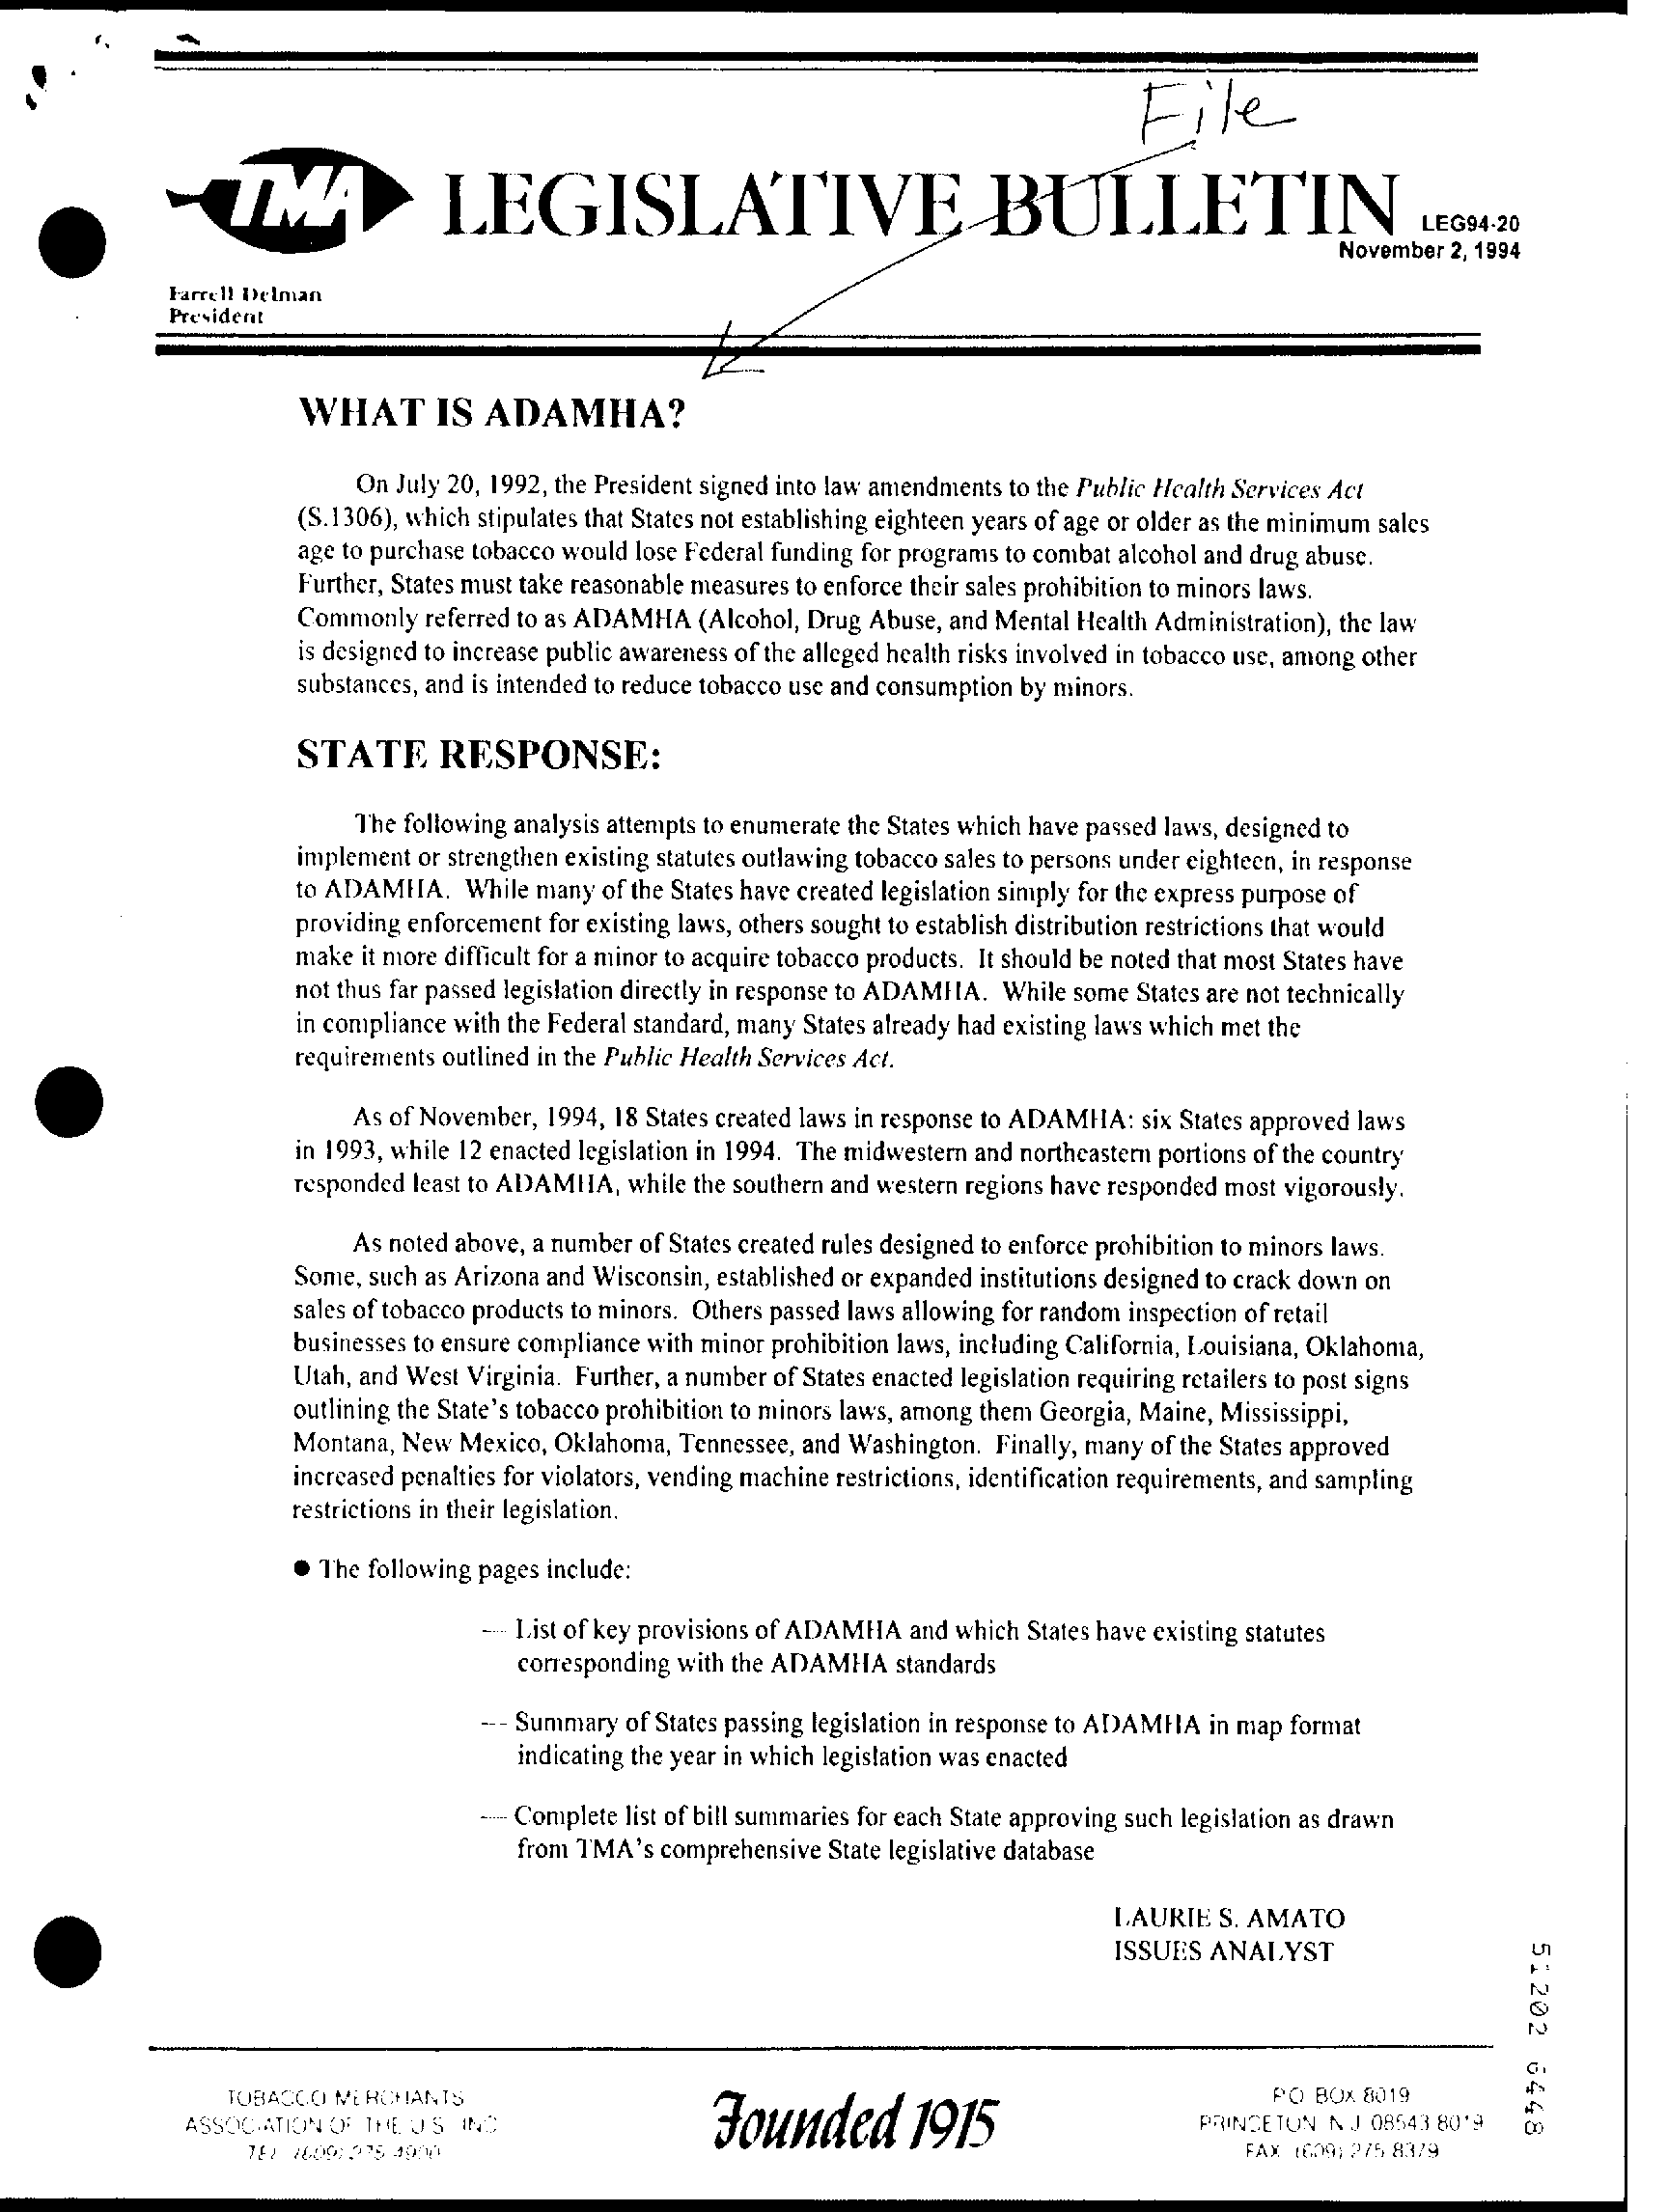 File
TMA LEGISLATIVE BULLETIN LEG94-20
November 2, 1994
Farrell Delman
President
WHAT IS ADAMHA?
On July 20, 1992, the President signed into law amendments to the Public Health Services Act
(S.1306), which stipulates that States not establishing eighteen years of age or older as the minimum sales
age to purchase tobacco would lose Federal funding for programs to combat alcohol and drug abuse.
Further, States must take reasonable measures to enforce their sales prohibition to minors laws.
Commonly referred to as ADAMHA (Alcohol, Drug Abuse, and Mental Health Administration), the law
is designed to increase public awareness of the alleged health risks involved in tobacco use, among other
substances, and is intended to reduce tobacco use and consumption by minors.
STATE RESPONSE:
The following analysis attempts to enumerate the States which have passed laws, designed to
implement or strengthen existing statutes outlawing tobacco sales to persons under eighteen, in response
to ADAMHA. While many of the States have created legislation simply for the express purpose of
providing enforcement for existing laws, others sought to establish distribution restrictions that would
make it more difficult for a minor to acquire tobacco products. It should be noted that most States have
not thus far passed legislation directly in response to ADAMHA. While some States are not technically
in compliance with the Federal standard, many States already had existing laws which met the
requirements outlined in the Public Health Services Act.
As of November, 1994, 18 States created laws in response to ADAMHA: six States approved laws
in 1993, while 12 enacted legislation in 1994. The midwestern and northeastern portions of the country
responded least to ADAMHA, while the southern and western regions have responded most vigorously.
As noted above, a number of States created rules designed to enforce prohibition to minors laws.
Some, such as Arizona and Wisconsin, established or expanded institutions designed to crack down on
sales of tobacco products to minors. Others passed laws allowing for random inspection of retail
businesses to ensure compliance with minor prohibition laws, including California, Louisiana, Oklahoma,
Utah, and West Virginia. Further, a number of States enacted legislation requiring retailers to post signs
outlining the State's tobacco prohibition to minors laws, among them Georgia, Maine, Mississippi,
Montana, New Mexico, Oklahoma, Tennessee, and Washington. Finally, many of the States approved
increased penalties for violators, vending machine restrictions, identification requirements, and sampling
restrictions in their legislation.
● The following pages include:
--- List of key provisions of ADAMHA and which States have existing statutes
corresponding with the ADAMHA standards
--- Summary of States passing legislation in response to ADAMHA in map format
indicating the year in which legislation was enacted
--- Complete list of bill summaries for each State approving such legislation as drawn
from TMA's comprehensive State legislative database
LAURIE S. AMATO
ISSUES ANALYST
51202 6448
TOBACCO MERCHANTS
ASSOCIATION OF THE U S INC
TEL (609) 275 4900
Founded 1915
PO BOX 8019
PRINCETON N J 08543 8019
FAX (609) 275 8379